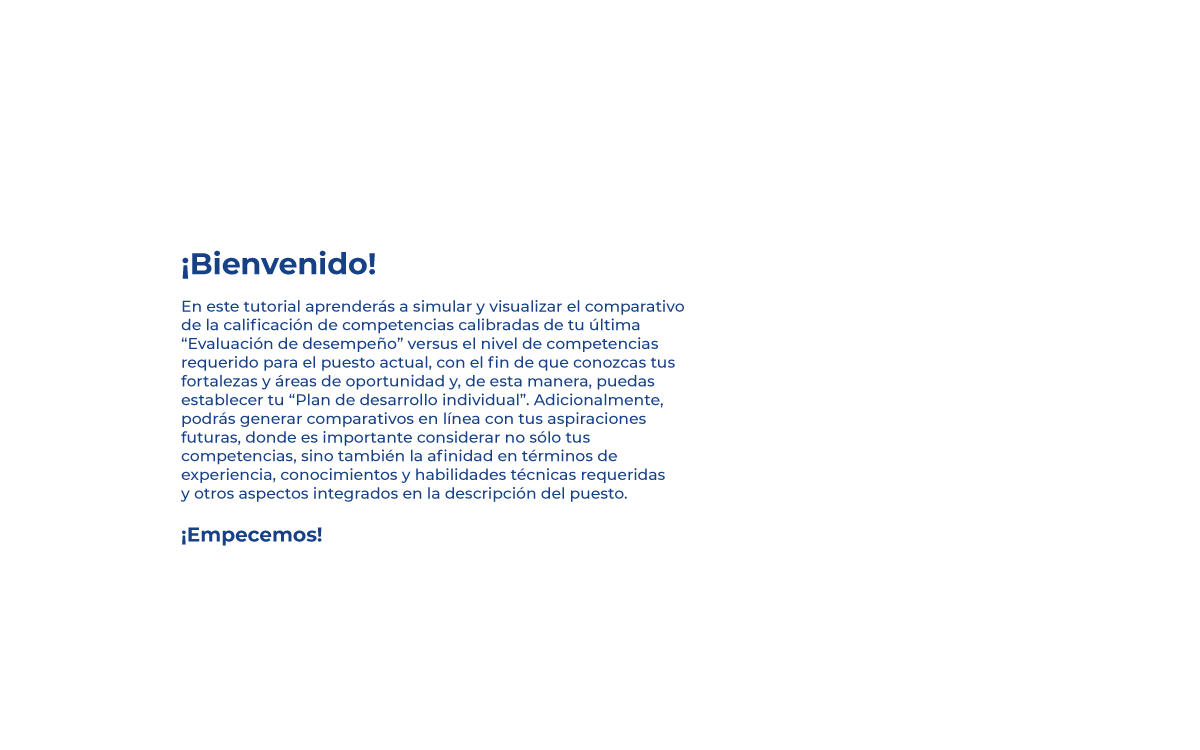 ¡Bienvenido!
En este tutorial aprenderás a simular y visualizar el comparativo
de la calificación de competencias calibradas de tu última
“Evaluación de desempeño” versus el nivel de competencias
requerido para el puesto actual, con el fin de que conozcas tus
fortalezas y áreas de oportunidad y, de esta manera, puedas
establecer tu “Plan de desarrollo individual”. Adicionalmente,
podrás generar comparativos en línea con tus aspiraciones
futuras, donde es importante considerar no sólo tus
competencias, sino también la afinidad en términos de
experiencia, conocimientos y habilidades técnicas requeridas
y otros aspectos integrados en la descripción del puesto.
¡Empecemos!